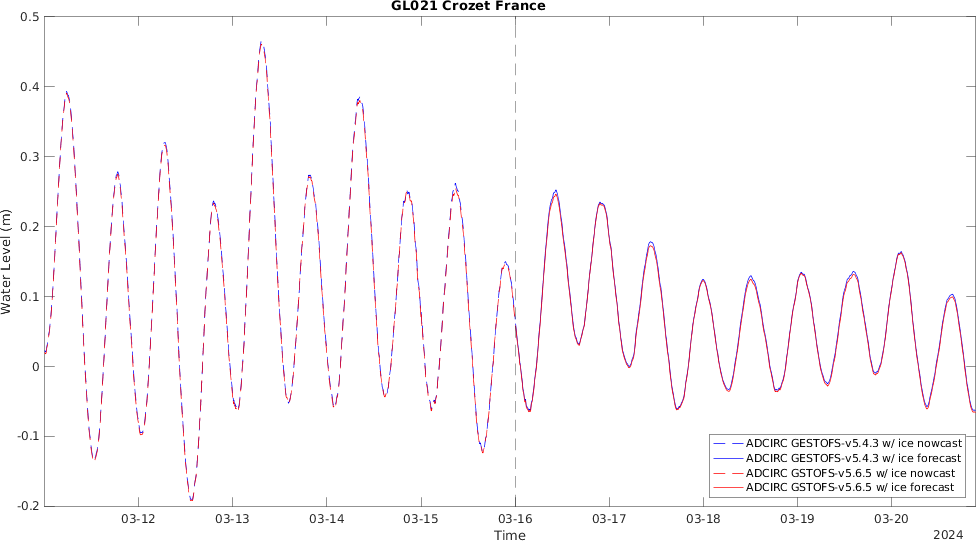 GL021 Crozet France
Water Level (m)
0.5
0.4
0.3
0.2
0.1
0
-0.1
-0.2
ADCIRC GESTOFS-v5.4.3 w/ ice nowcast
ADCIRC GESTOFS-v5.4.3 w/ ice forecast
ADCIRC GSTOFS-v5.6.5 w/ ice nowcast
ADCIRC GSTOFS-v5.6.5 w/ ice forecast
03-12 03-13 03-14 03-15 03-16 03-17 03-18 03-19 03-20
Time
2024